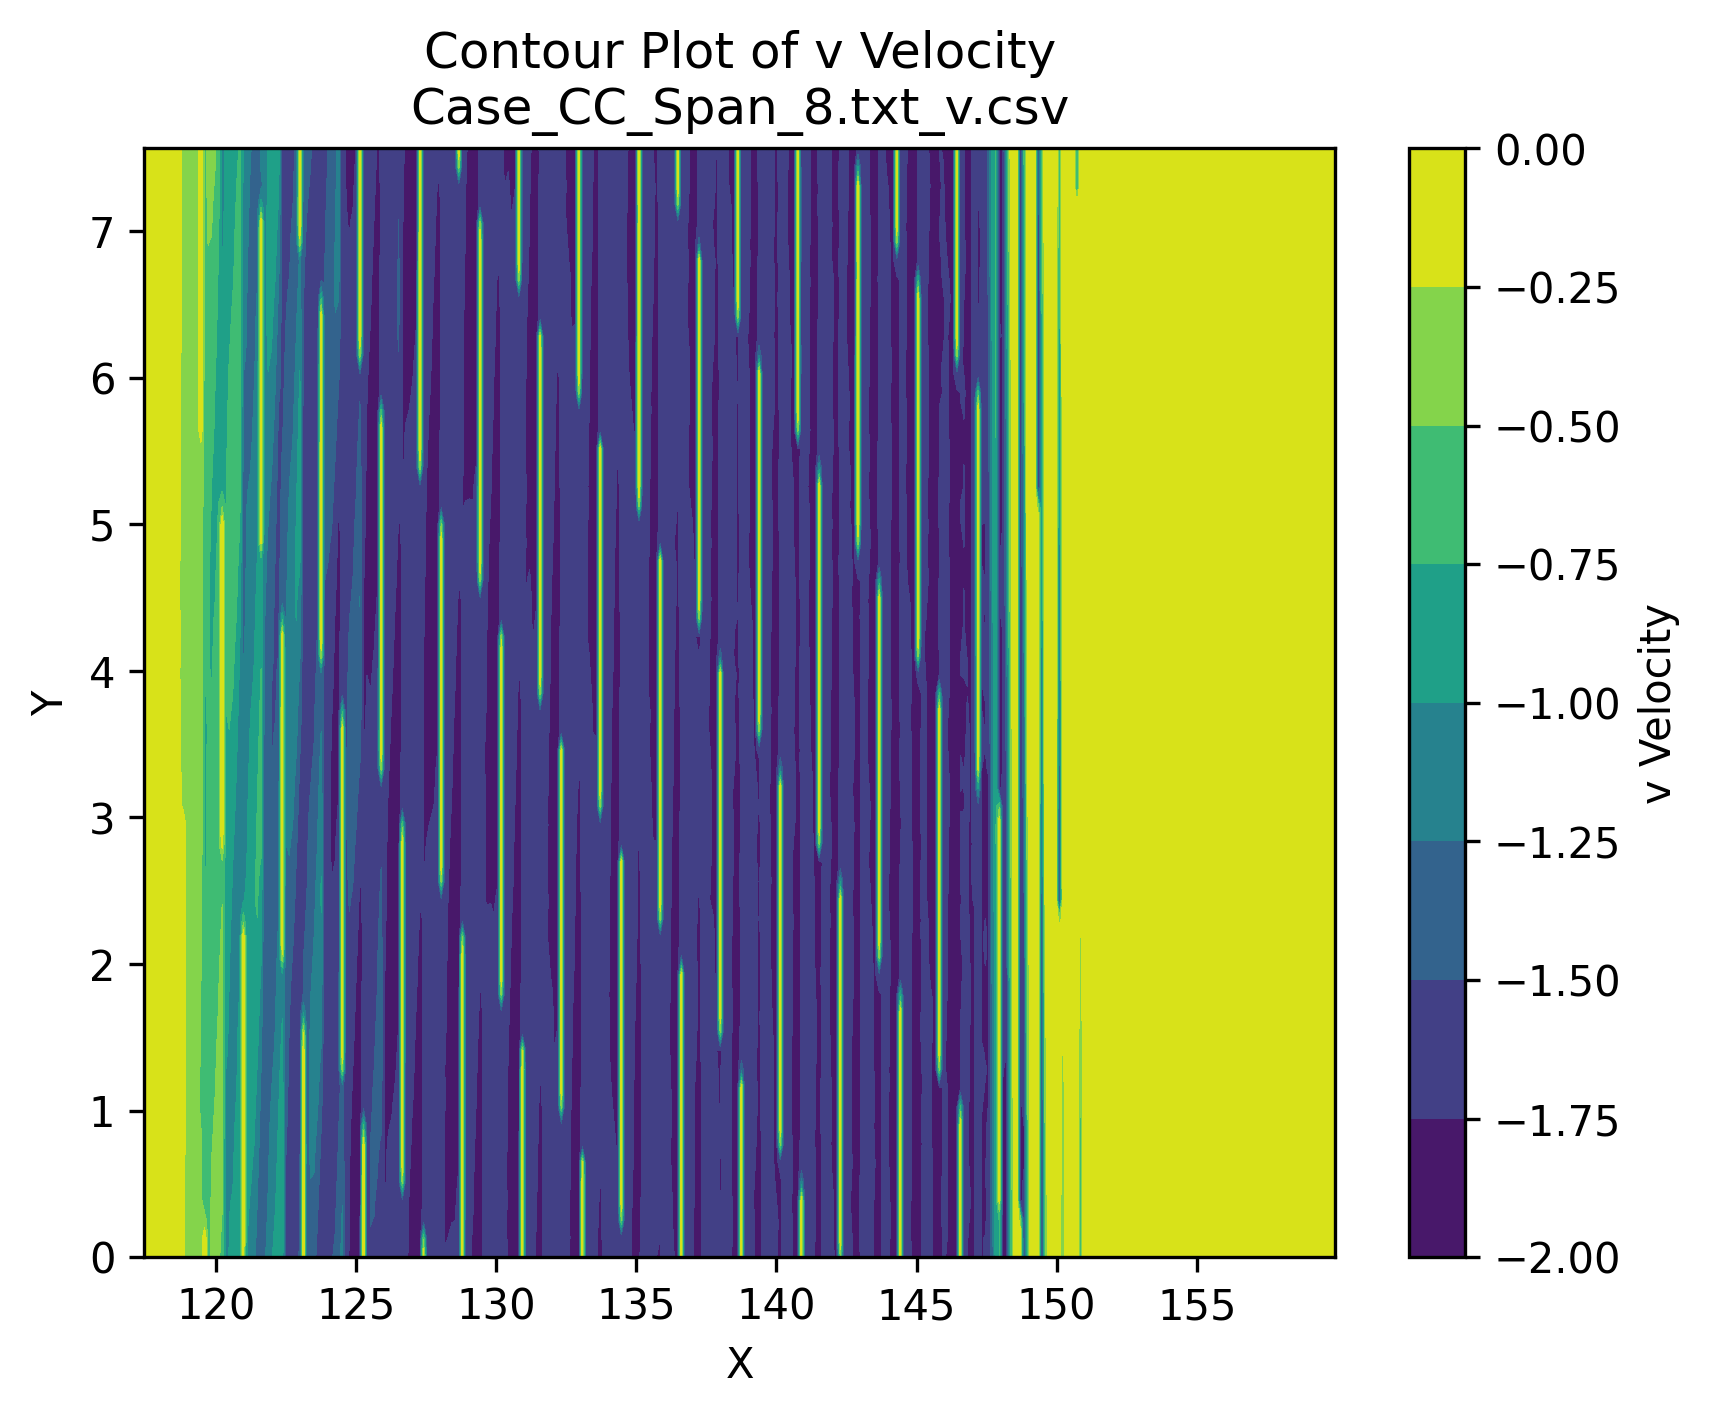 Contour Plot of v Velocity
Case_CC_Span_8.txt_v.csv
Y
7
6
5
4
3
2
1
0
120 125 130 135 140 145 150 155
X
0.00
−0.25
−0.50
−0.75
−1.00
−1.25
−1.50
−1.75
−2.00
v Velocity